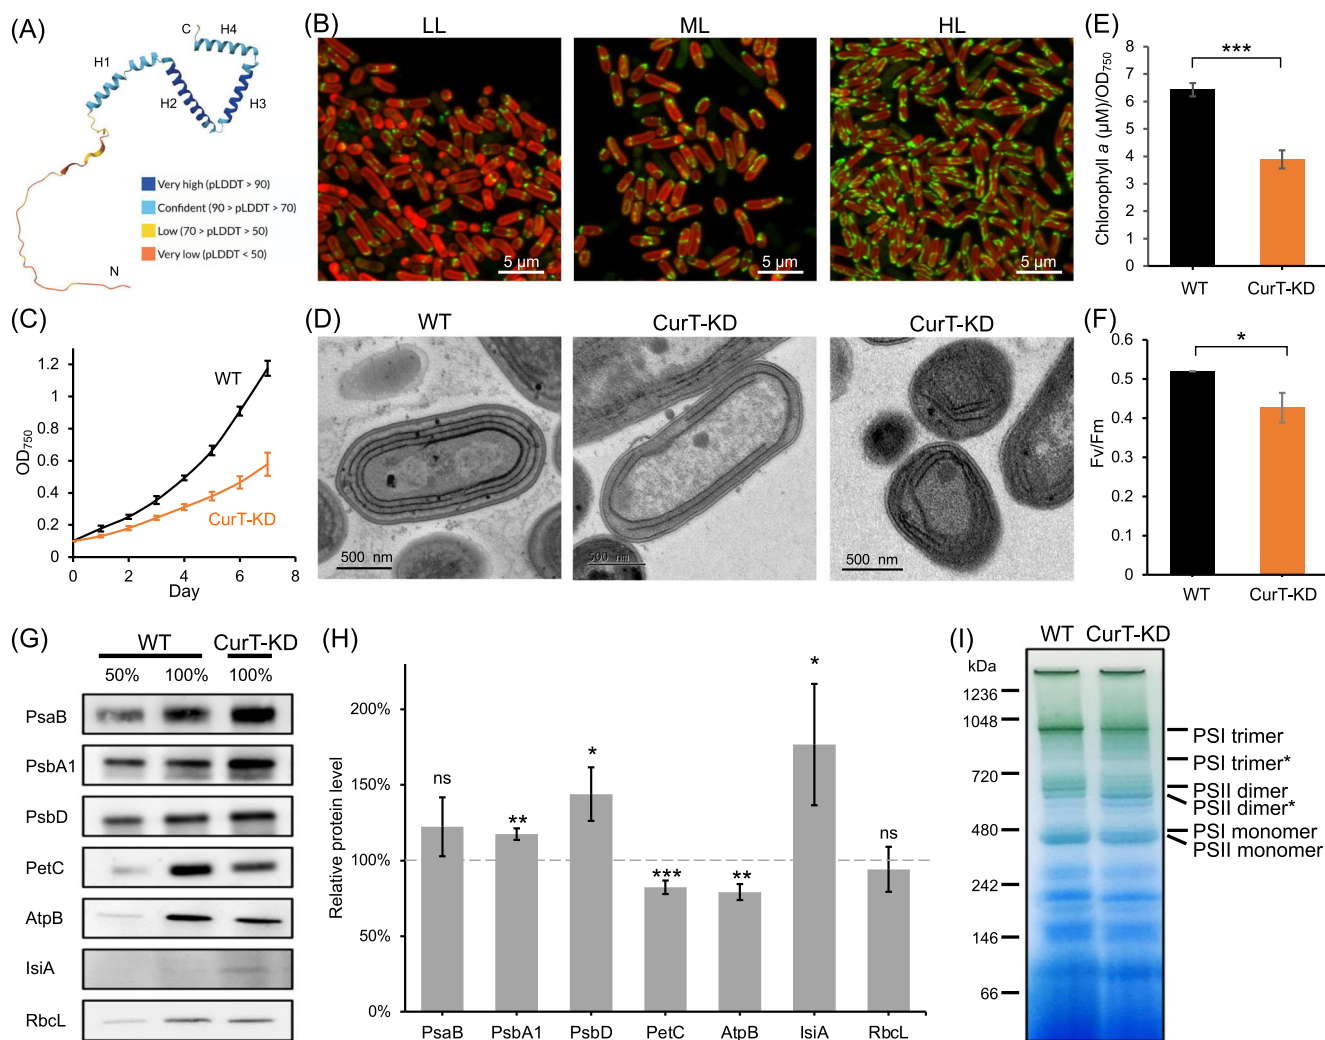 (A)
C
H4
H1
H2
H3
Very high (pLDDT > 90)
Confident (90 > pLDDT > 70)
Low (70 > pLDDT > 50)
Very low (pLDDT < 50)
N
(B)
LL
ML
HL
5 µm
5 µm
5 µm
(C)
OD750
1.2
1
0.8
0.6
0.4
0.2
0
0
2
4
6
8
Day
WT
CurT-KD
(D)
WT
CurT-KD
CurT-KD
500 nm
500 nm
500 nm
(E)
Chlorophyll a (µM)/OD750
8
7
6
5
4
3
2
1
0
***
WT
CurT-KD
(F)
Fv/Fm
0.6
0.5
0.4
0.3
0.2
0.1
0
*
WT
CurT-KD
(G)
WT
CurT-KD
50%
100%
100%
PsaB
PsbA1
PsbD
PetC
AtpB
IsiA
RbcL
(H)
Relative protein level
200%
150%
100%
50%
0%
ns
**
*
***
**
*
ns
PsaB
PsbA1
PsbD
PetC
AtpB
IsiA
RbcL
(I)
WT
CurT-KD
kDa
1236
1048
720
480
242
146
66
PSI trimer
PSI trimer*
PSII dimer
PSII dimer*
PSI monomer
PSII monomer